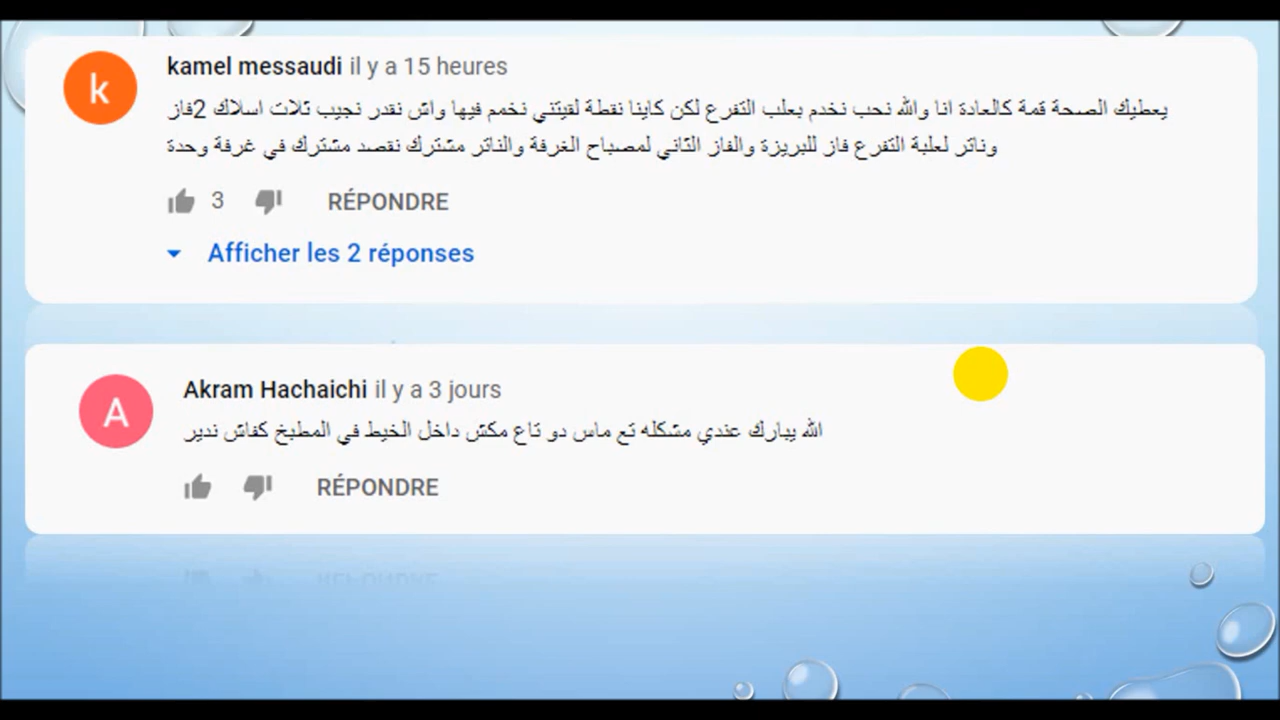 k
kamel messaudi il y a 15 heures
يعطيك الصحة قمة كالعادة انا والله نحب نخدم بعلب التفرع لكن كاينا نقطة لقيتني نخمم فيها واش نقدر نجيب ثلاث اسلاك 2فاز
وناتر لعلبة التفرع فاز للبريزة والفاز الثاني لمصباح الغرفة والناتر مشترك نقصد مشترك في غرفة وحدة
3 RÉPONDRE
Afficher les 2 réponses
A
Akram Hachaichi il y a 3 jours
الله يبارك عندي مشكله تع ماس دو تاع مكش داخل الخيط في المطبخ كفاش ندير
RÉPONDRE